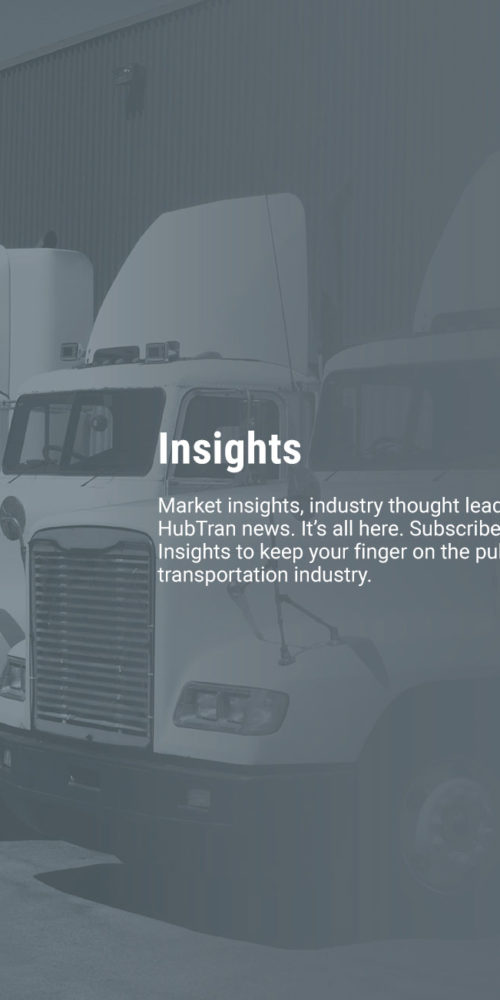 Insights
Market insights, industry thought
HubTran news. It’s all here. Subscribe
Insights to keep your finger on the
transportation industry.